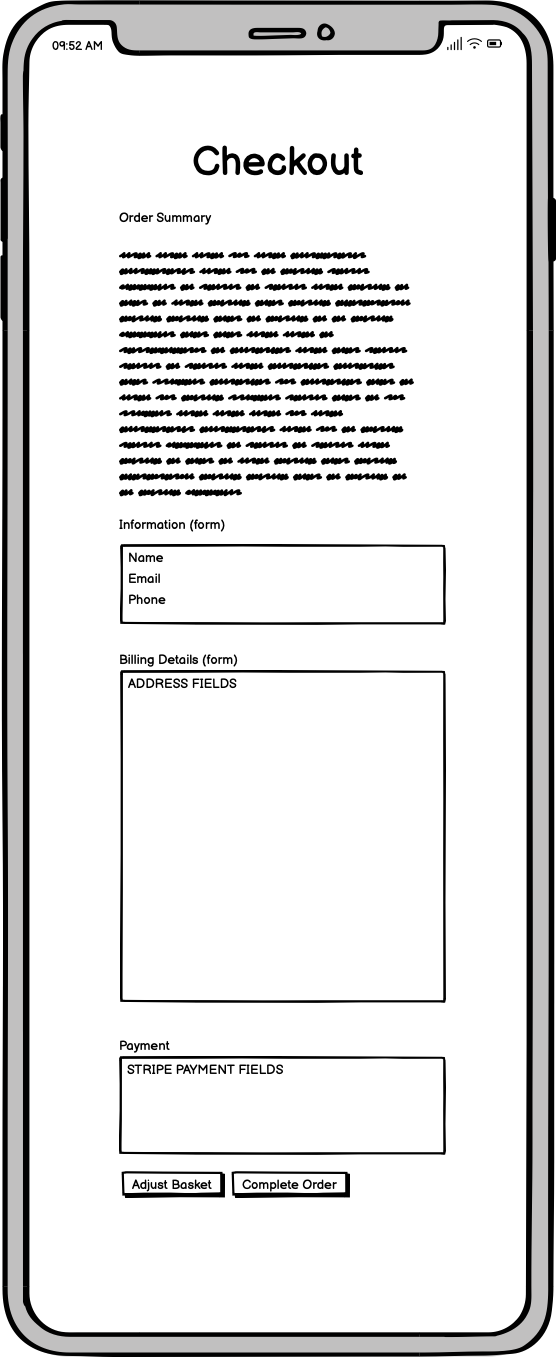 09:52 AM
Checkout
Order Summary
Information (form)
Name
Email
Phone
Billing Details (form)
ADDRESS FIELDS
Payment
STRIPE PAYMENT FIELDS
Adjust Basket Complete Order